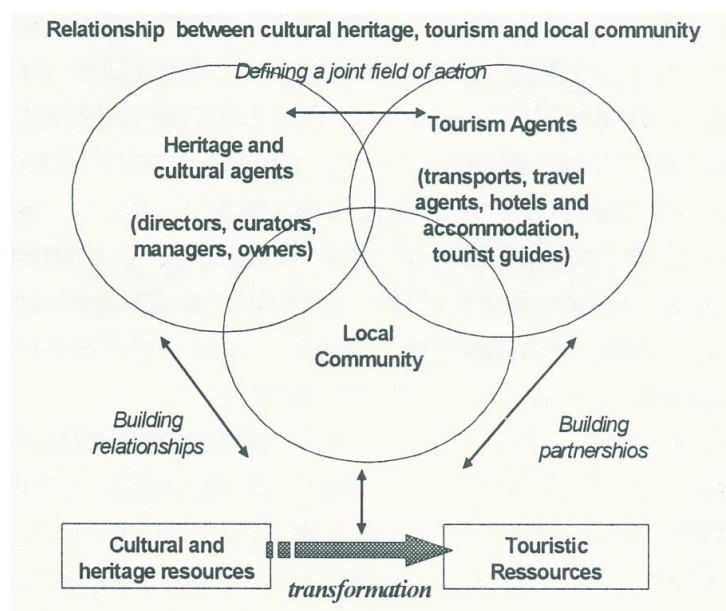 Relationship between cultural heritage, tourism and local community
Defining a joint field of action
Heritage and
cultural agents
(directors, curators,
managers, owners)
Tourism Agents
(transports, travel
agents, hotels and
accommodation,
tourist guides)
Local
Community
Building
relationships
Building
partnershios
Cultural and
heritage resources
transformation
Touristic
Ressources